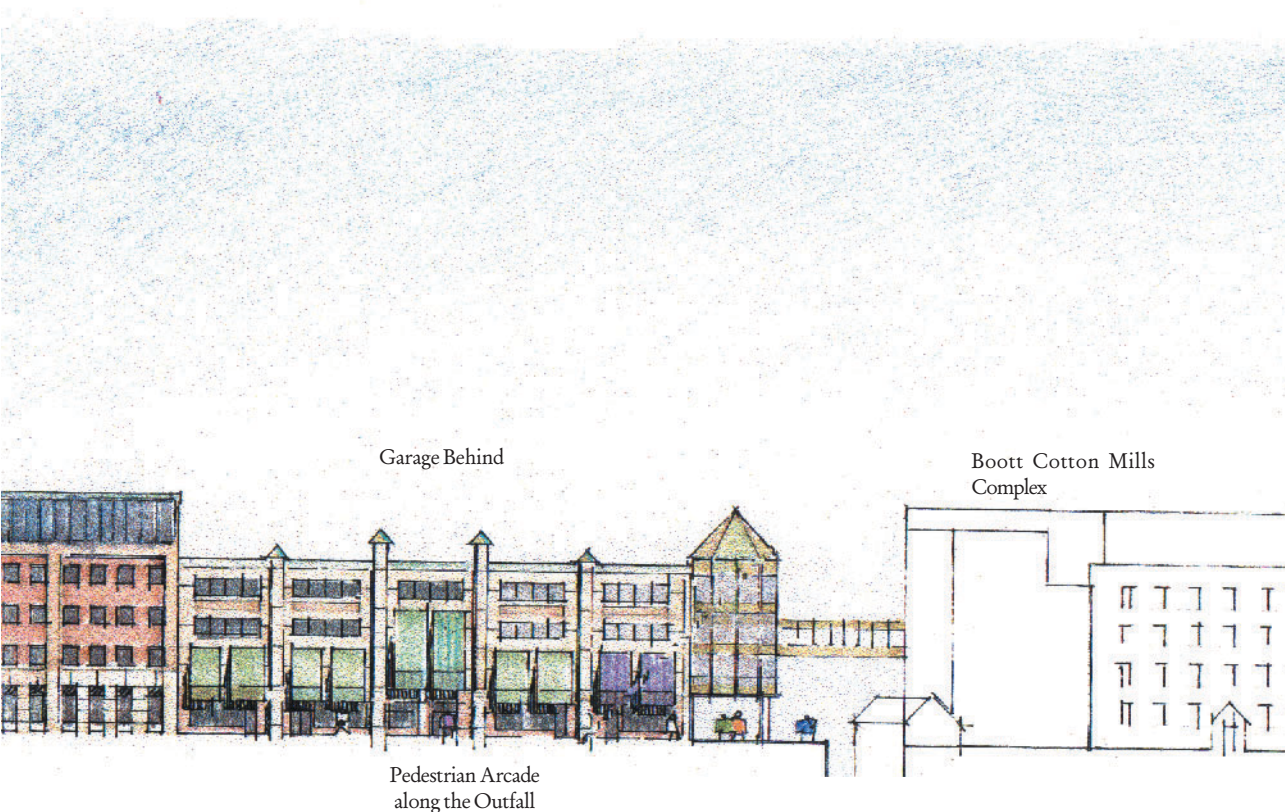 Garage Behind
Boott Cotton Mills
Complex
Pedestrian Arcade
along the Outfall